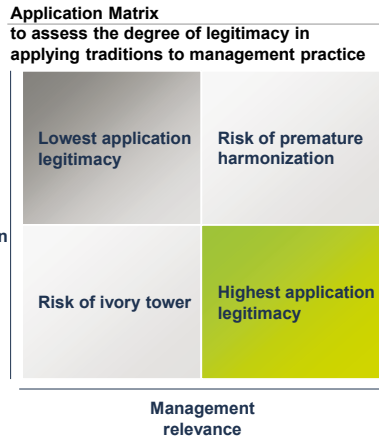 Application Matrix
to assess the degree of legitimacy in
applying traditions to management practice
Lowest application
legitimacy
Risk of premature
harmonization
n
Risk of ivory tower
Highest application
legitimacy
Management
relevance